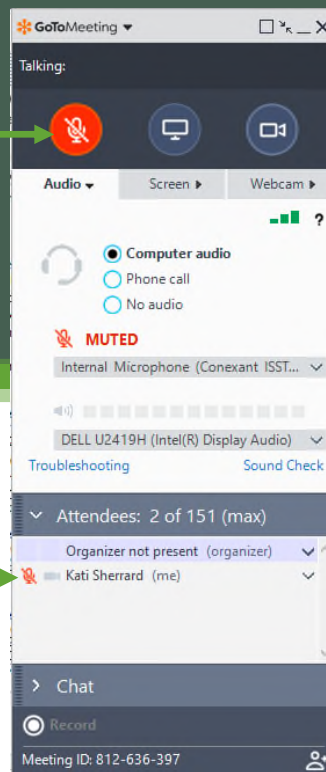 GoToMeeting
Talking:
Audio Screen Webcam
?
Computer audio
Phone call
No audio
MUTED
Internal Microphone (Conexant ISST...
DELL U2419H (Intel(R) Display Audio)
Troubleshooting Sound Check
Attendees: 2 of 151 (max)
Organizer not present (organizer)
Kati Sherrard (me)
Chat
Record
Meeting ID: 812-636-397